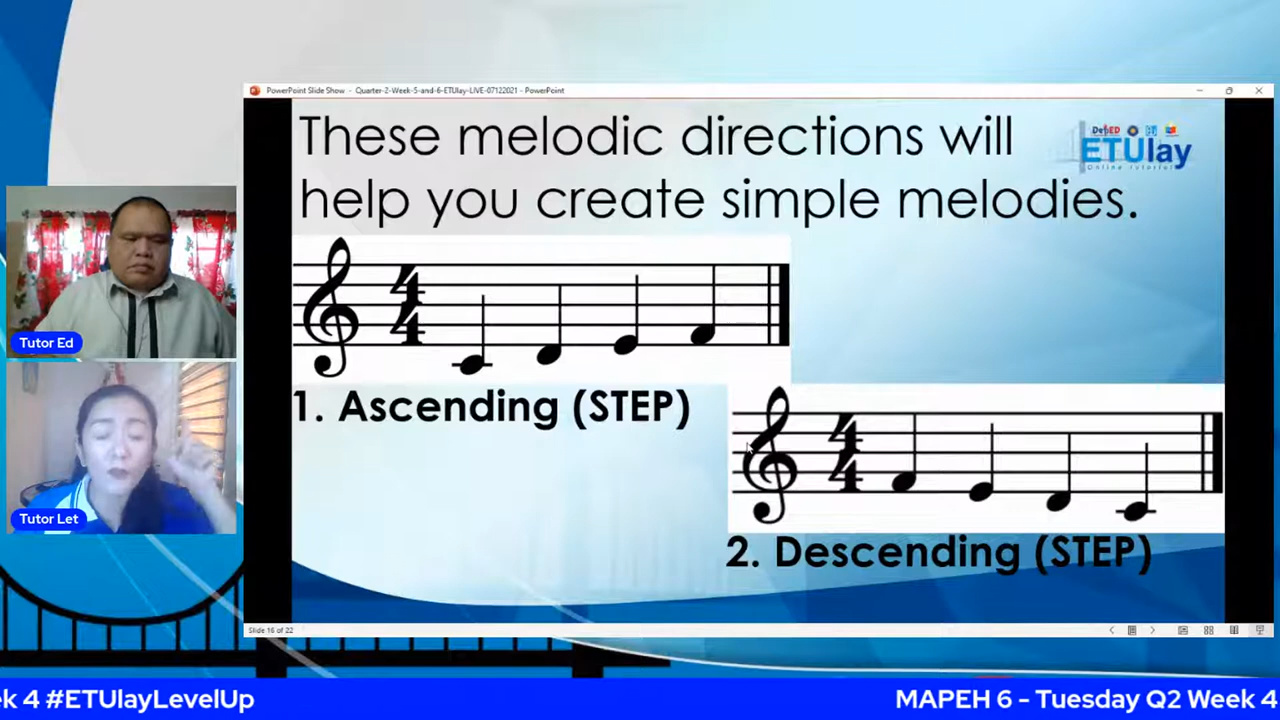 PowerPoint Slide Show - Quarter-2-Week-5-and-6-ETUlay-LIVE-07122021 - PowerPoint
These melodic directions will
help you create simple melodies.
DepED
ETUlay
Online Tutorial
4
4
1. Ascending (STEP)
4
4
2. Descending (STEP)
Tutor Ed
Tutor Let
Slide 16 of 22
ek 4 #ETUlayLevelUp
MAPEH 6 - Tuesday Q2 Week 4